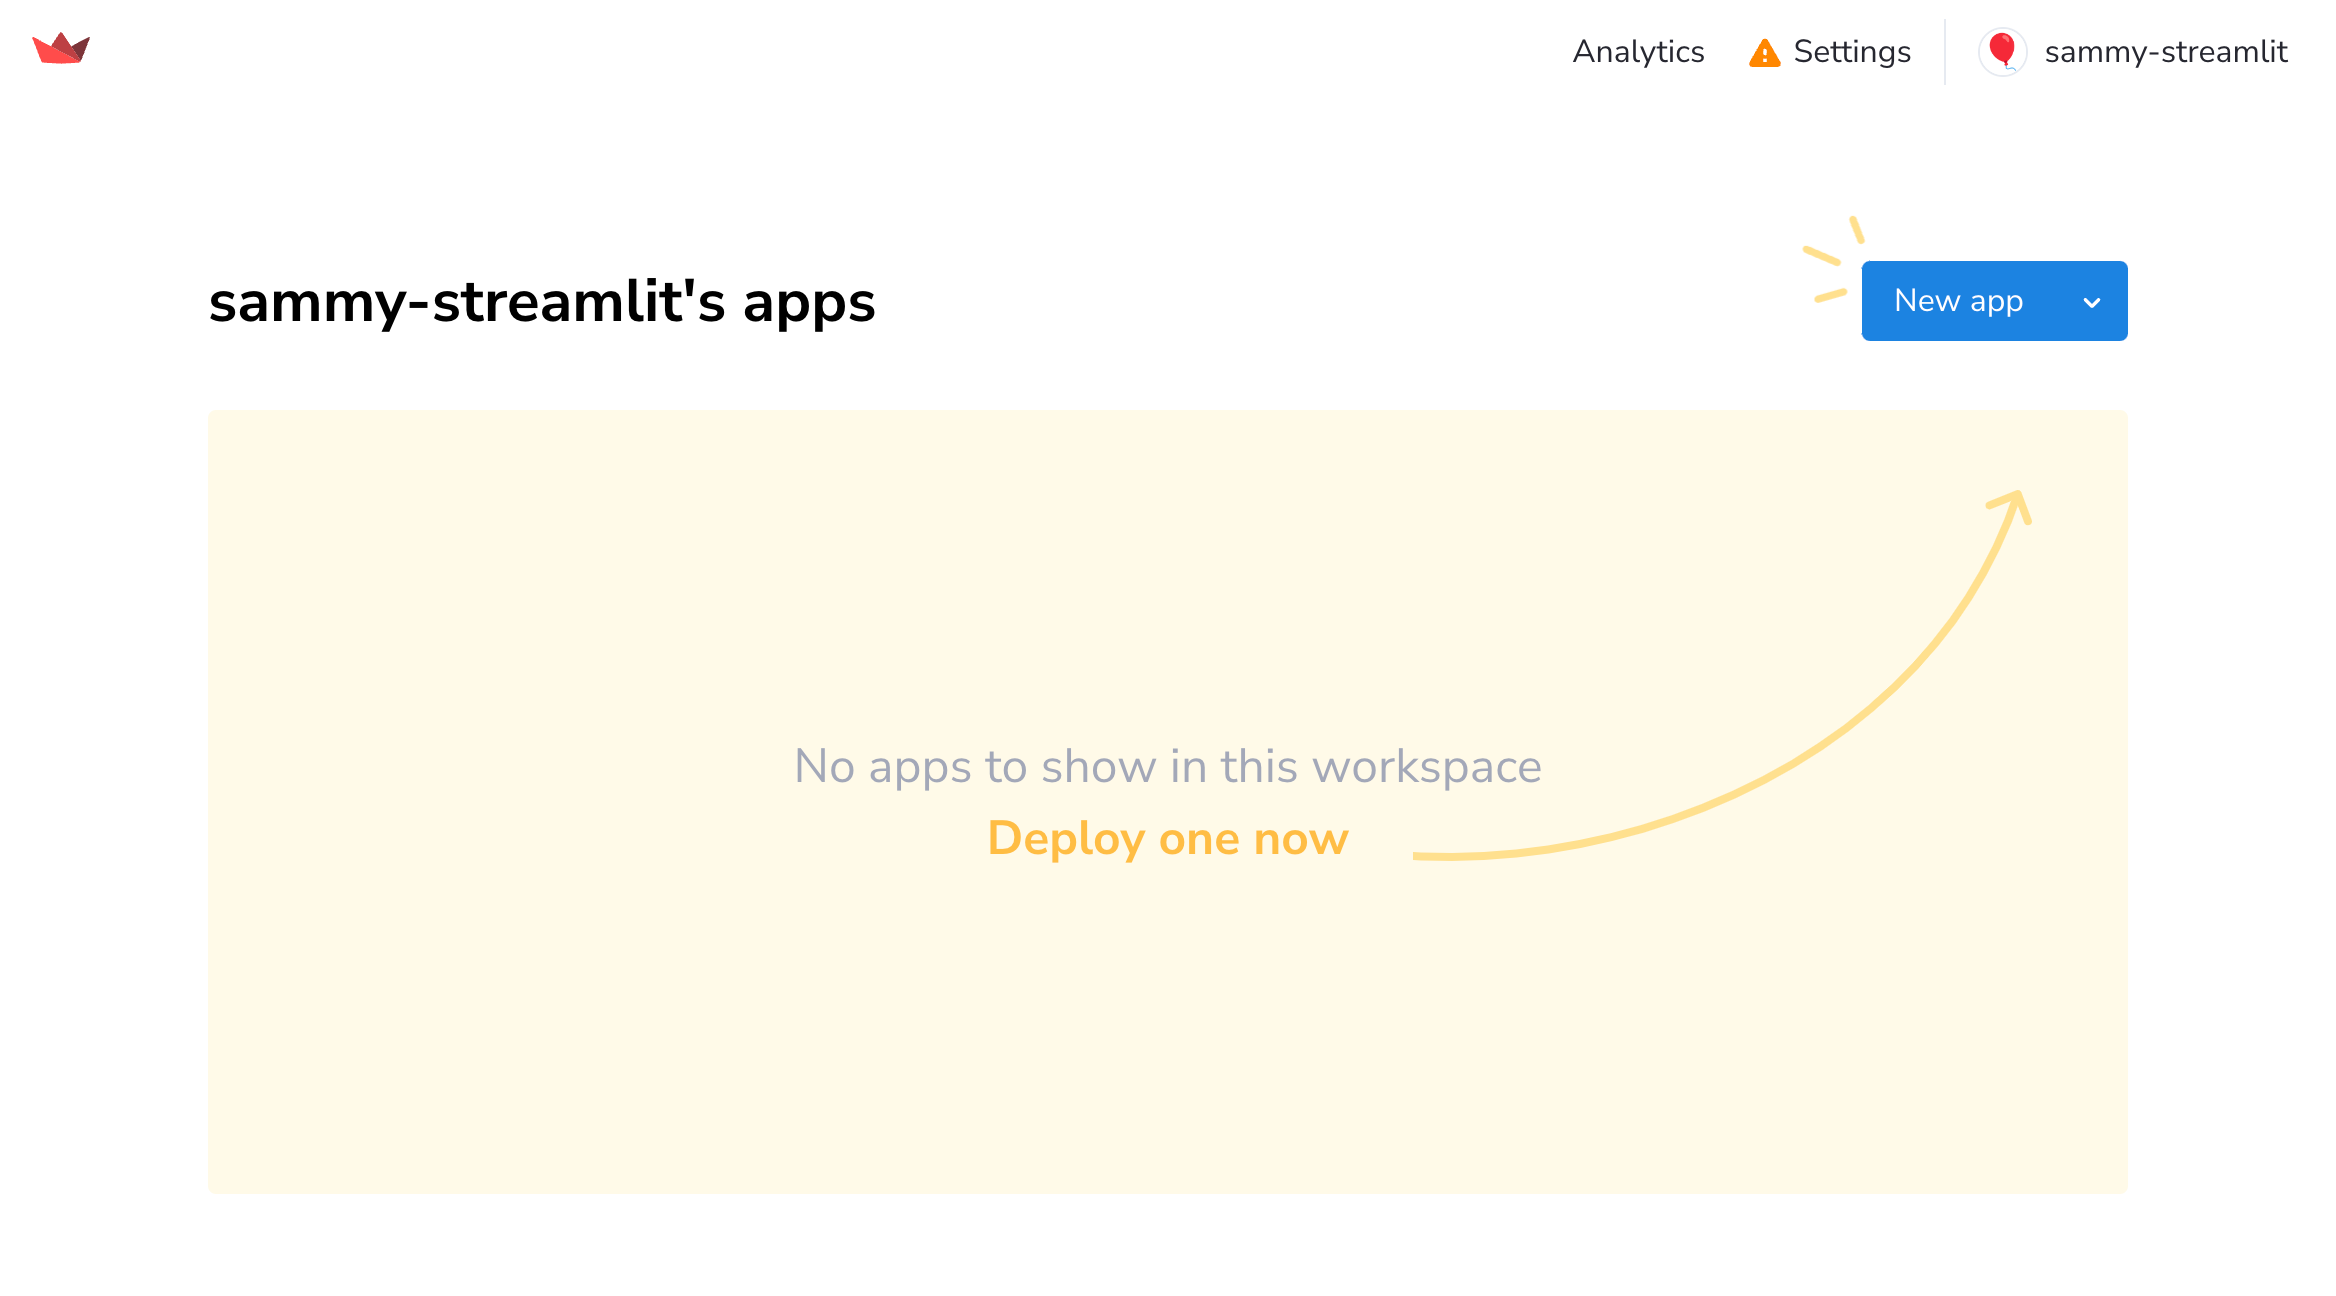 Analytics
Settings
sammy-streamlit
sammy-streamlit's apps
New app
No apps to show in this workspace
Deploy one now